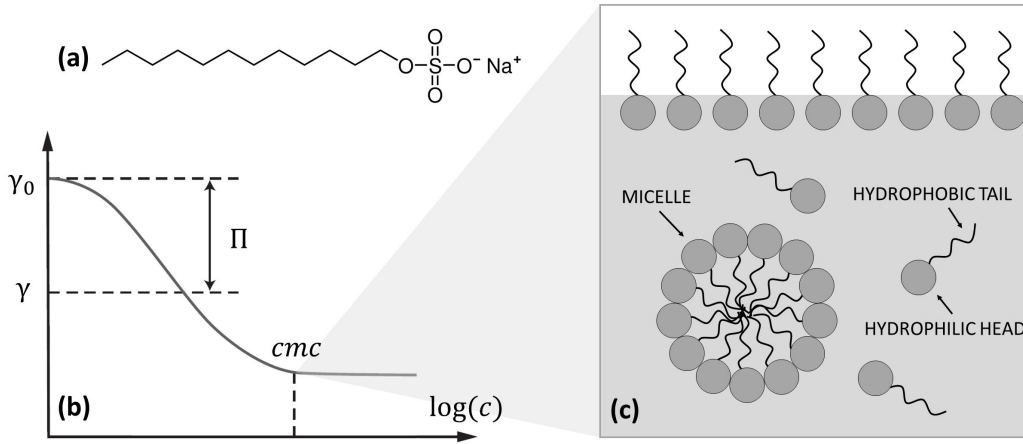 (a)
O
O S O⁻ Na⁺
O
γ₀
Π
γ
cmc
(b)
log(c)
MICELLE
HYDROPHOBIC TAIL
HYDROPHILIC HEAD
(c)